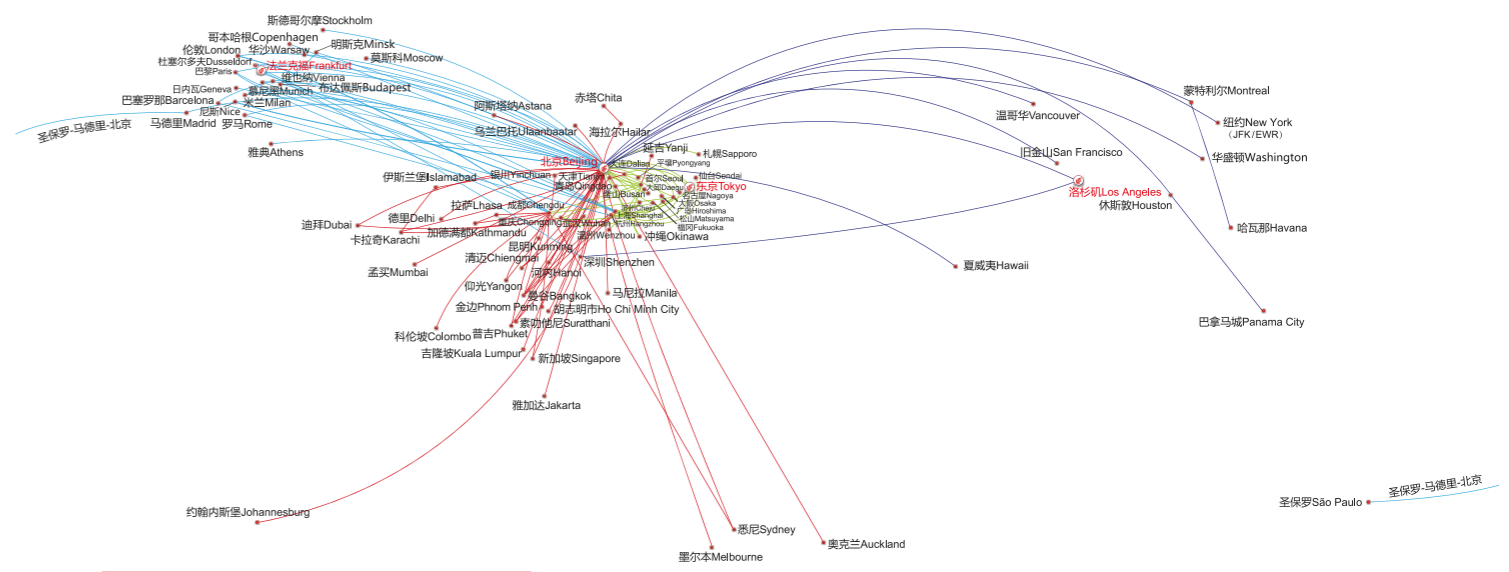 斯德哥尔摩Stockholm
哥本哈根Copenhagen
明斯克Minsk
伦敦London
华沙Warsaw
莫斯科Moscow
杜塞尔多夫Dusseldorf
法兰克福Frankfurt
巴黎Paris
维也纳Vienna
日内瓦Geneva
慕尼黑Munich
布达佩斯Budapest
巴塞罗那Barcelona
米兰Milan
尼斯Nice
马德里Madrid
罗马Rome
圣保罗-马德里-北京
雅典Athens
阿斯塔纳Astana
赤塔Chita
乌兰巴托Ulaanbaatar
海拉尔Hailar
蒙特利尔Montreal
温哥华Vancouver
纽约New York
（JFK/EWR）
延吉Yanji
札幌Sapporo
旧金山San Francisco
华盛顿Washington
北京Beijing
大连Dalian
平壤Pyongyang
伊斯兰堡Islamabad
银川Yinchuan
天津Tianjin
首尔Seoul
仙台Sendai
青岛Qingdao
大邱Daegu
东京Tokyo
洛杉矶Los Angeles
釜山Busan
名古屋Nagoya
休斯敦Houston
拉萨Lhasa
成都Chengdu
大阪Osaka
济州Cheju
广岛Hiroshima
德里Delhi
上海Shanghai
松山Matsuyama
迪拜Dubai
重庆Chongqing
武汉Wuhan
杭州Hangzhou
福冈Fukuoka
哈瓦那Havana
加德满都Kathmandu
卡拉奇Karachi
温州Wenzhou
冲绳Okinawa
昆明Kunming
清迈Chiengmai
深圳Shenzhen
夏威夷Hawaii
孟买Mumbai
河内Hanoi
仰光Yangon
曼谷Bangkok
马尼拉Manila
金边Phnom Penh
胡志明市Ho Chi Minh City
巴拿马城Panama City
科伦坡Colombo
普吉Phuket
素叻他尼Suratthani
吉隆坡Kuala Lumpur
新加坡Singapore
雅加达Jakarta
圣保罗-马德里-北京
圣保罗São Paulo
约翰内斯堡Johannesburg
悉尼Sydney
奥克兰Auckland
墨尔本Melbourne